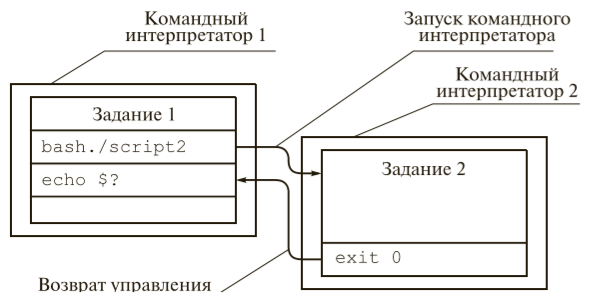 Командный
интерпретатор 1
Запуск командного
интерпретатора
Командный
интерпретатор 2
Задание 1
bash./script2
echo $?
Задание 2
exit 0
Возврат управления